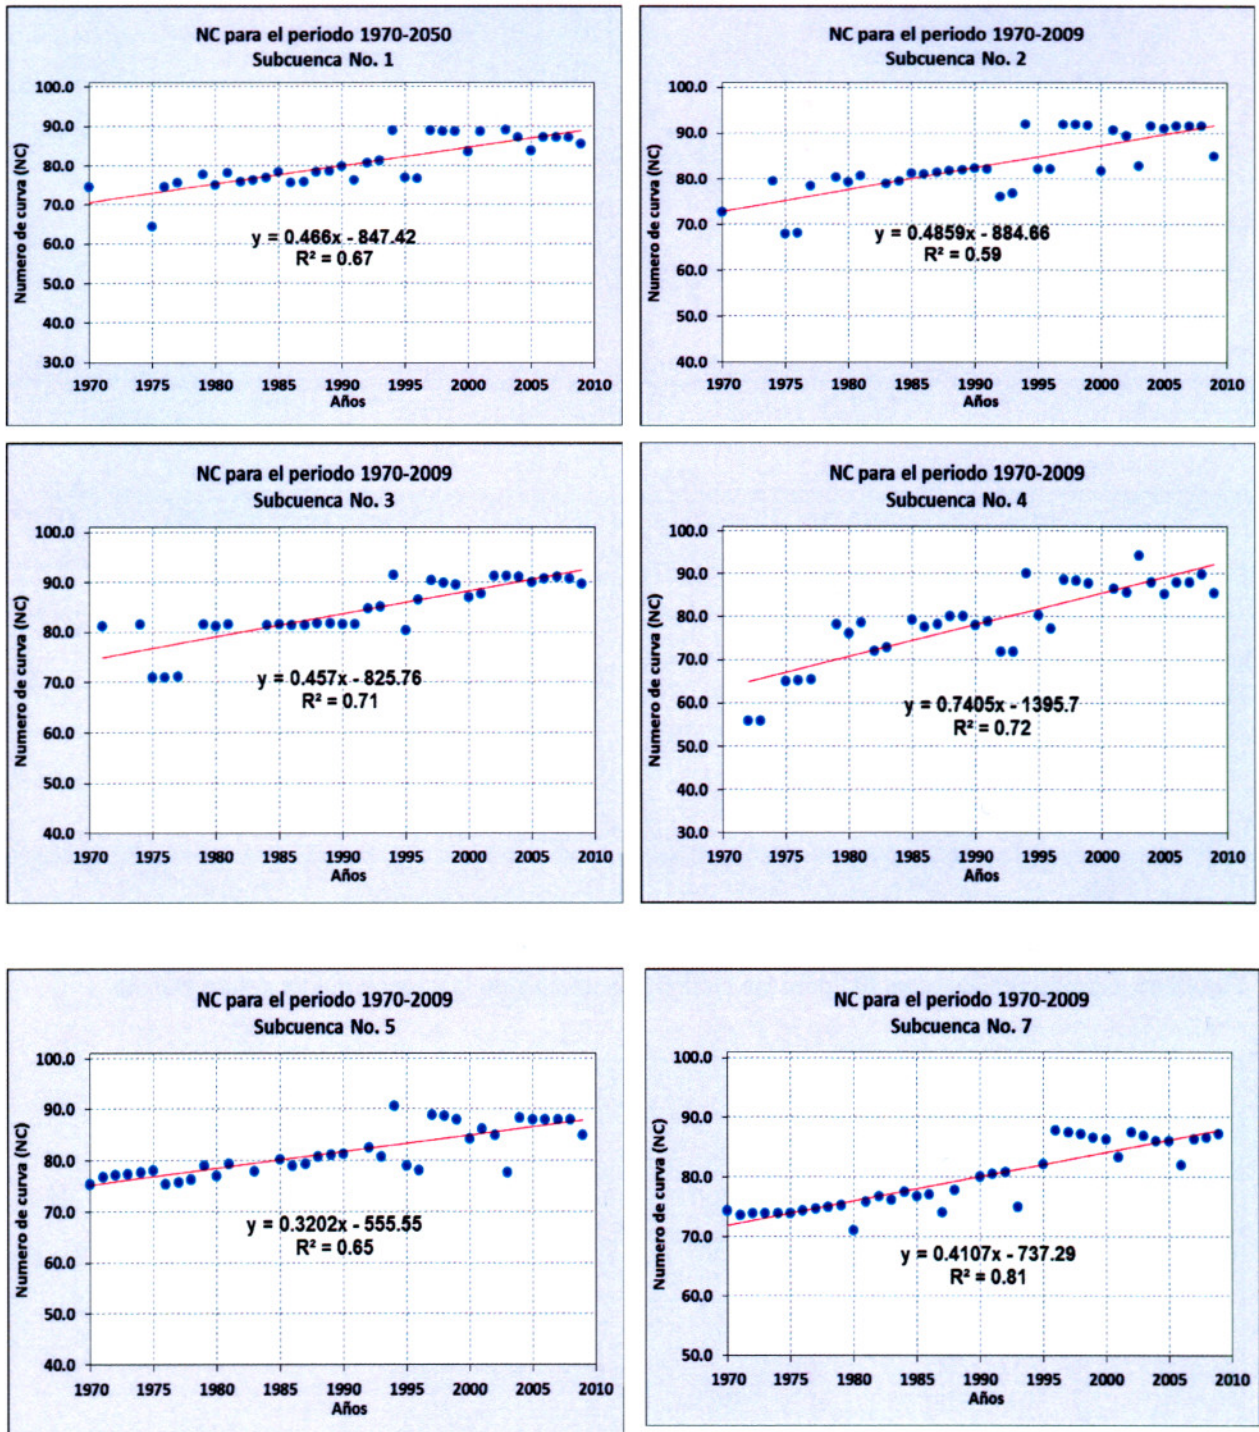 NC para el periodo 1970-2050
Subcuenca No. 1
Numero de curva (NC)
100.0
90.0
80.0
70.0
60.0
50.0
40.0
30.0
y = 0.466x - 847.42
R² = 0.67
1970 1975 1980 1985 1990 1995 2000 2005 2010
Años
NC para el periodo 1970-2009
Subcuenca No. 2
Numero de curva (NC)
100.0
90.0
80.0
70.0
60.0
50.0
40.0
y = 0.4859x - 884.66
R² = 0.59
1970 1975 1980 1985 1990 1995 2000 2005 2010
Años
NC para el periodo 1970-2009
Subcuenca No. 3
Numero de curva (NC)
100.0
90.0
80.0
70.0
60.0
50.0
40.0
y = 0.457x - 825.76
R² = 0.71
1970 1975 1980 1985 1990 1995 2000 2005 2010
Años
NC para el periodo 1970-2009
Subcuenca No. 4
Numero de curva (NC)
100.0
90.0
80.0
70.0
60.0
50.0
40.0
30.0
y = 0.7405x - 1395.7
R² = 0.72
1970 1975 1980 1985 1990 1995 2000 2005 2010
Años
NC para el periodo 1970-2009
Subcuenca No. 5
Numero de curva (NC)
100.0
90.0
80.0
70.0
60.0
50.0
40.0
y = 0.3202x - 555.55
R² = 0.65
1970 1975 1980 1985 1990 1995 2000 2005 2010
Años
NC para el periodo 1970-2009
Subcuenca No. 7
Numero de curva (NC)
100.0
90.0
80.0
70.0
60.0
50.0
y = 0.4107x - 737.29
R² = 0.81
1970 1975 1980 1985 1990 1995 2000 2005 2010
Años